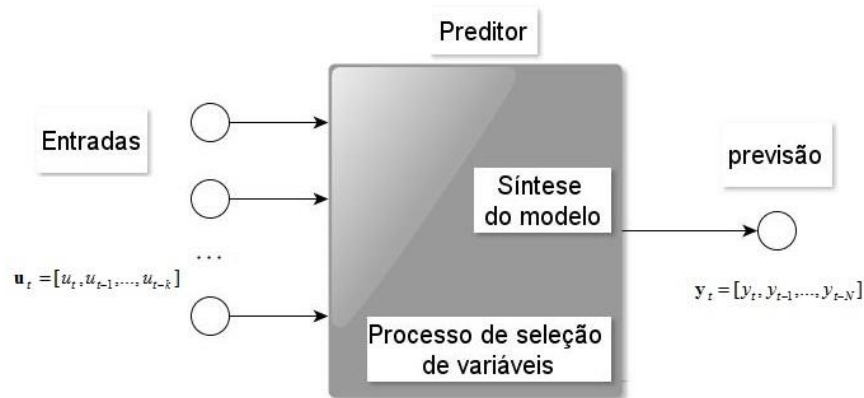 Preditor
Entradas
previsão
Síntese
do modelo
...
u_t = [u_t, u_{t-1}, ..., u_{t-k}]
y_t = [y_t, y_{t-1}, ..., y_{t-N}]
Processo de seleção
de variáveis